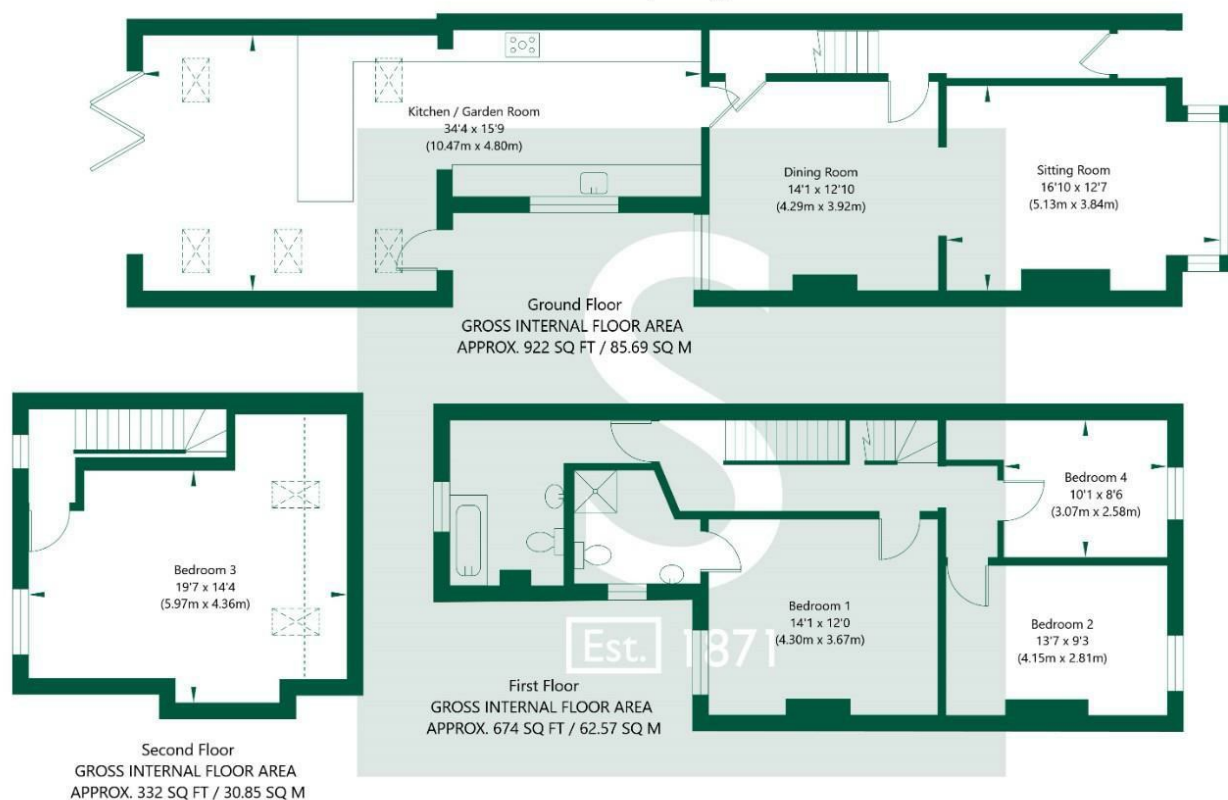 Kitchen / Garden Room
34'4 x 15'9
(10.47m x 4.80m)
Dining Room
14'1 x 12'10
(4.29m x 3.92m)
Sitting Room
16'10 x 12'7
(5.13m x 3.84m)
Ground Floor
GROSS INTERNAL FLOOR AREA
APPROX. 922 SQ FT / 85.69 SQ M
S
Bedroom 3
19'7 x 14'4
(5.97m x 4.36m)
Bedroom 4
10'1 x 8'6
(3.07m x 2.58m)
Bedroom 1
14'1 x 12'0
(4.30m x 3.67m)
Bedroom 2
13'7 x 9'3
(4.15m x 2.81m)
Est. 1871
First Floor
GROSS INTERNAL FLOOR AREA
APPROX. 674 SQ FT / 62.57 SQ M
Second Floor
GROSS INTERNAL FLOOR AREA
APPROX. 332 SQ FT / 30.85 SQ M